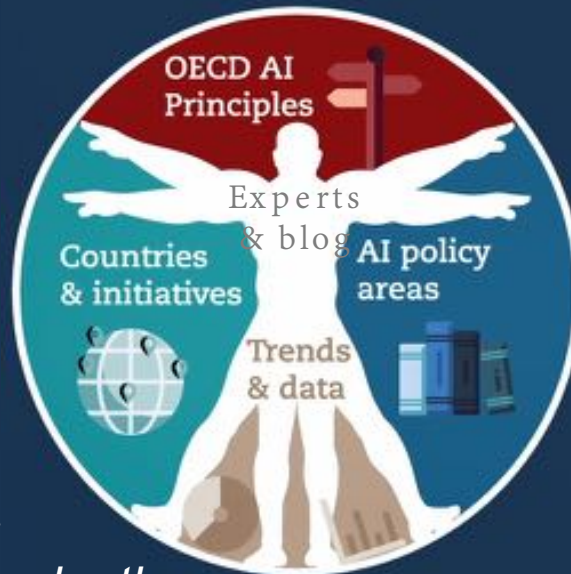 OECD AI
Principles
Experts
& blog
Countries
& initiatives
AI policy
areas
Trends
& data